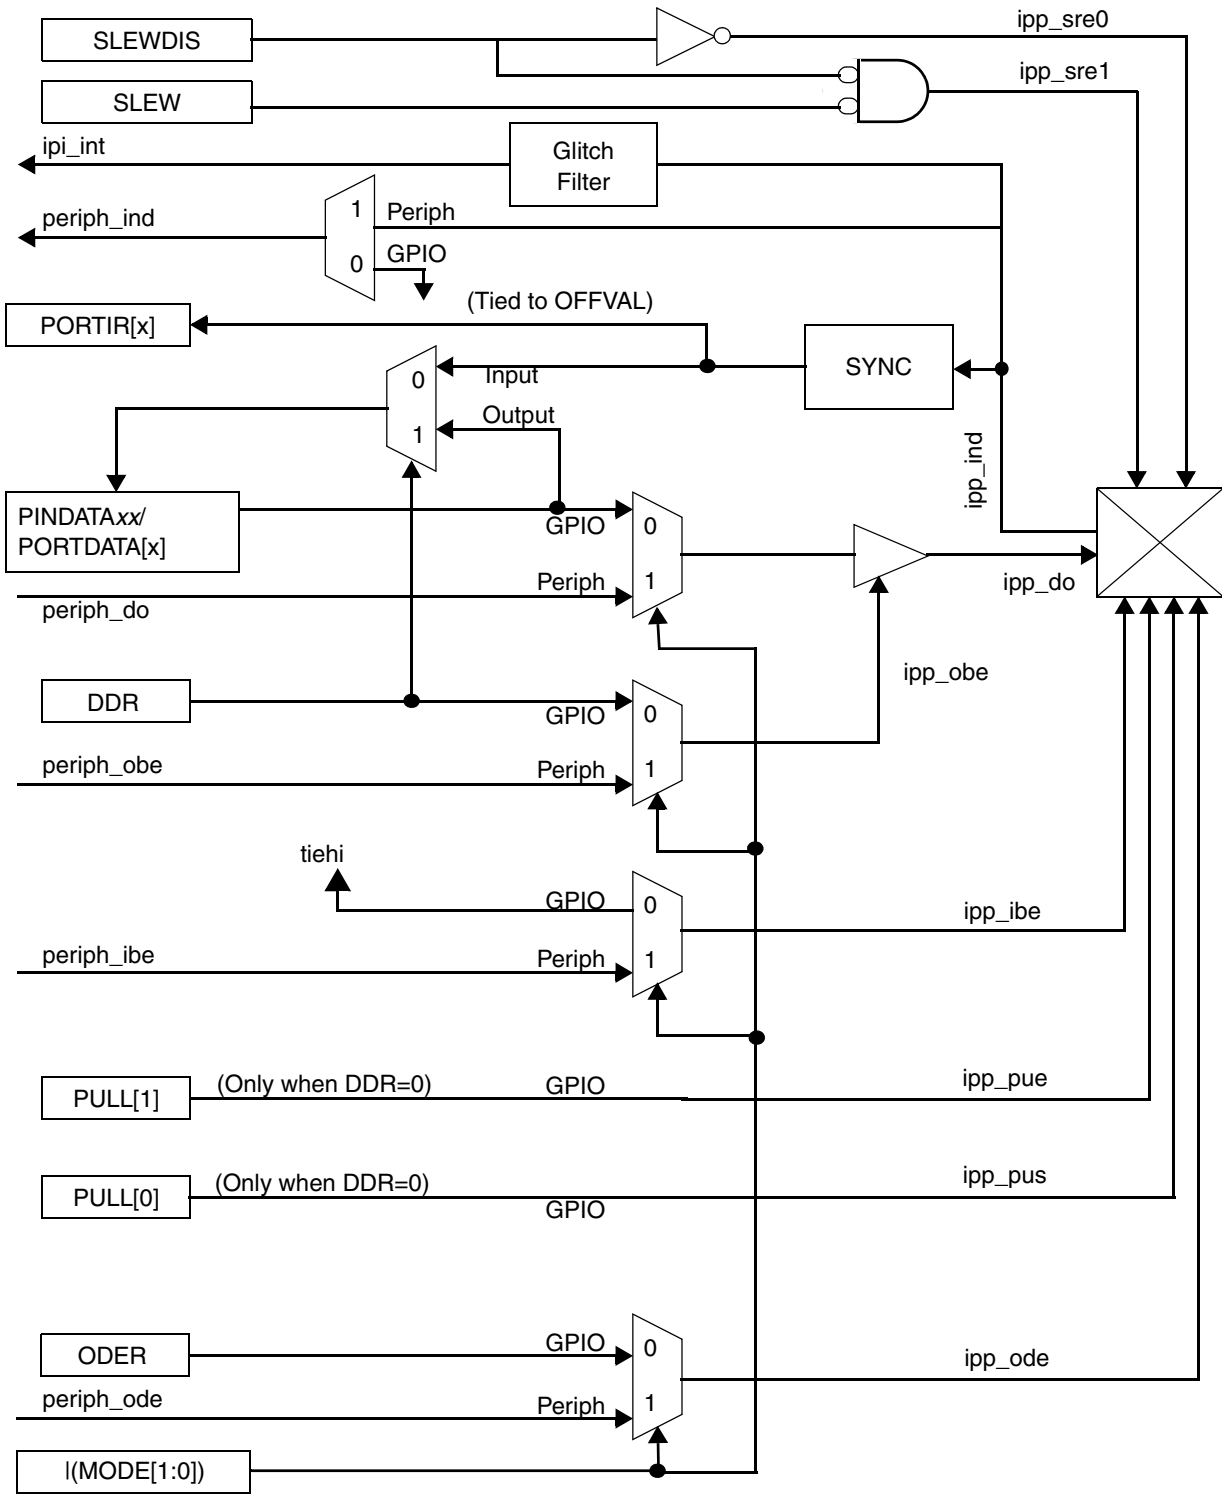 SLEWDIS
ipp_sre0
SLEW
ipp_sre1
ipi_int
Glitch
Filter
periph_ind
1
Periph
0
GPIO
(Tied to OFFVAL)
PORTIR[x]
0
Input
SYNC
1
Output
ipp_ind
PINDATAxx/
PORTDATA[x]
GPIO
0
Periph
1
periph_do
ipp_do
DDR
GPIO
0
ipp_obe
periph_obe
Periph
1
tiehi
GPIO
0
ipp_ibe
periph_ibe
Periph
1
PULL[1]
(Only when DDR=0)
GPIO
ipp_pue
PULL[0]
(Only when DDR=0)
GPIO
ipp_pus
ODER
GPIO
0
ipp_ode
periph_ode
Periph
1
|(MODE[1:0])